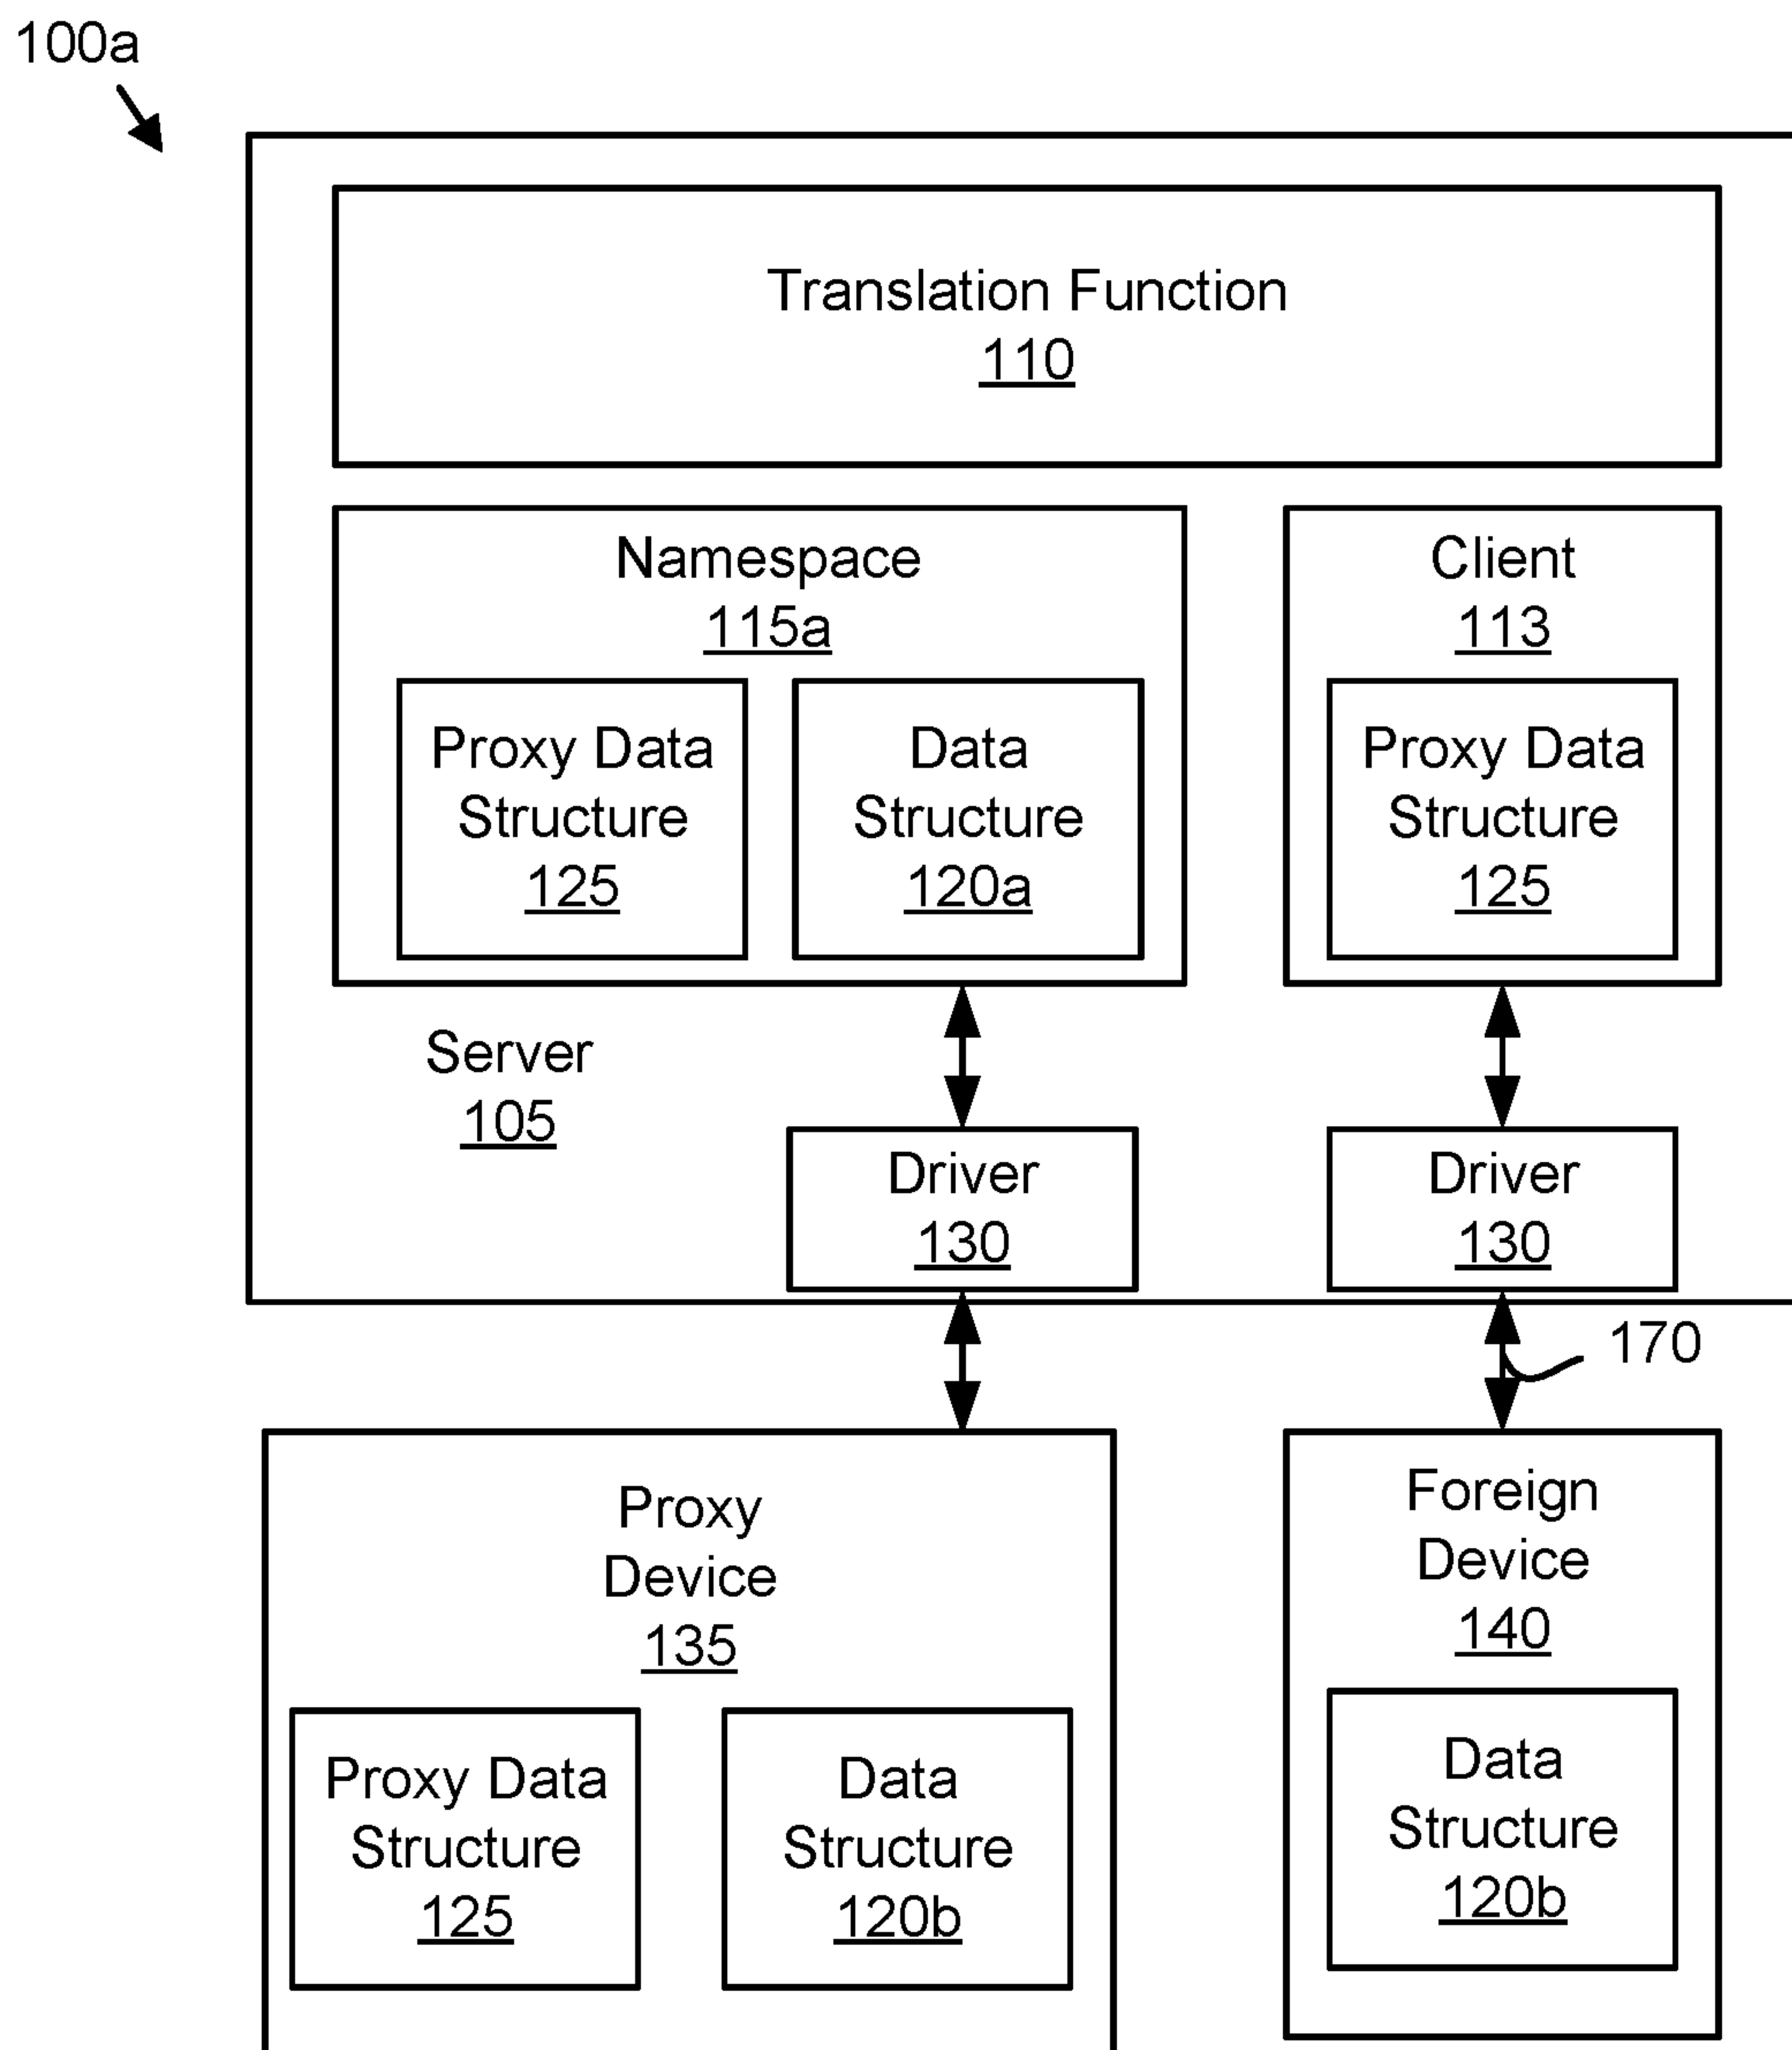 100a
Translation Function
110
Namespace
115a
Proxy Data
Structure
125
Data
Structure
120a
Client
113
Proxy Data
Structure
125
Server
105
Driver
130
Driver
130
170
Proxy
Device
135
Proxy Data
Structure
125
Data
Structure
120b
Foreign
Device
140
Data
Structure
120b